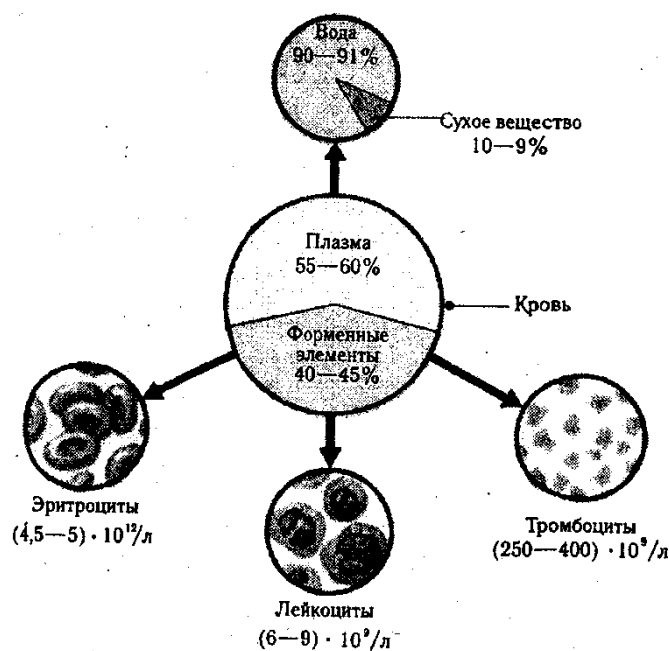 Вода
90—91%
Сухое вещество
10—9%
Плазма
55—60%
Кровь
Форменные
элементы
40—45%
Эритроциты
(4,5—5) · 10¹²/л
Тромбоциты
(250—400) · 10⁹/л
Лейкоциты
(6—9) · 10⁹/л